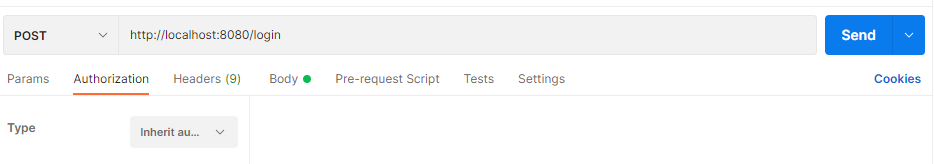 POST http://localhost:8080/login Send
Params Authorization Headers (9) Body Pre-request Script Tests Settings Cookies
Type Inherit au...